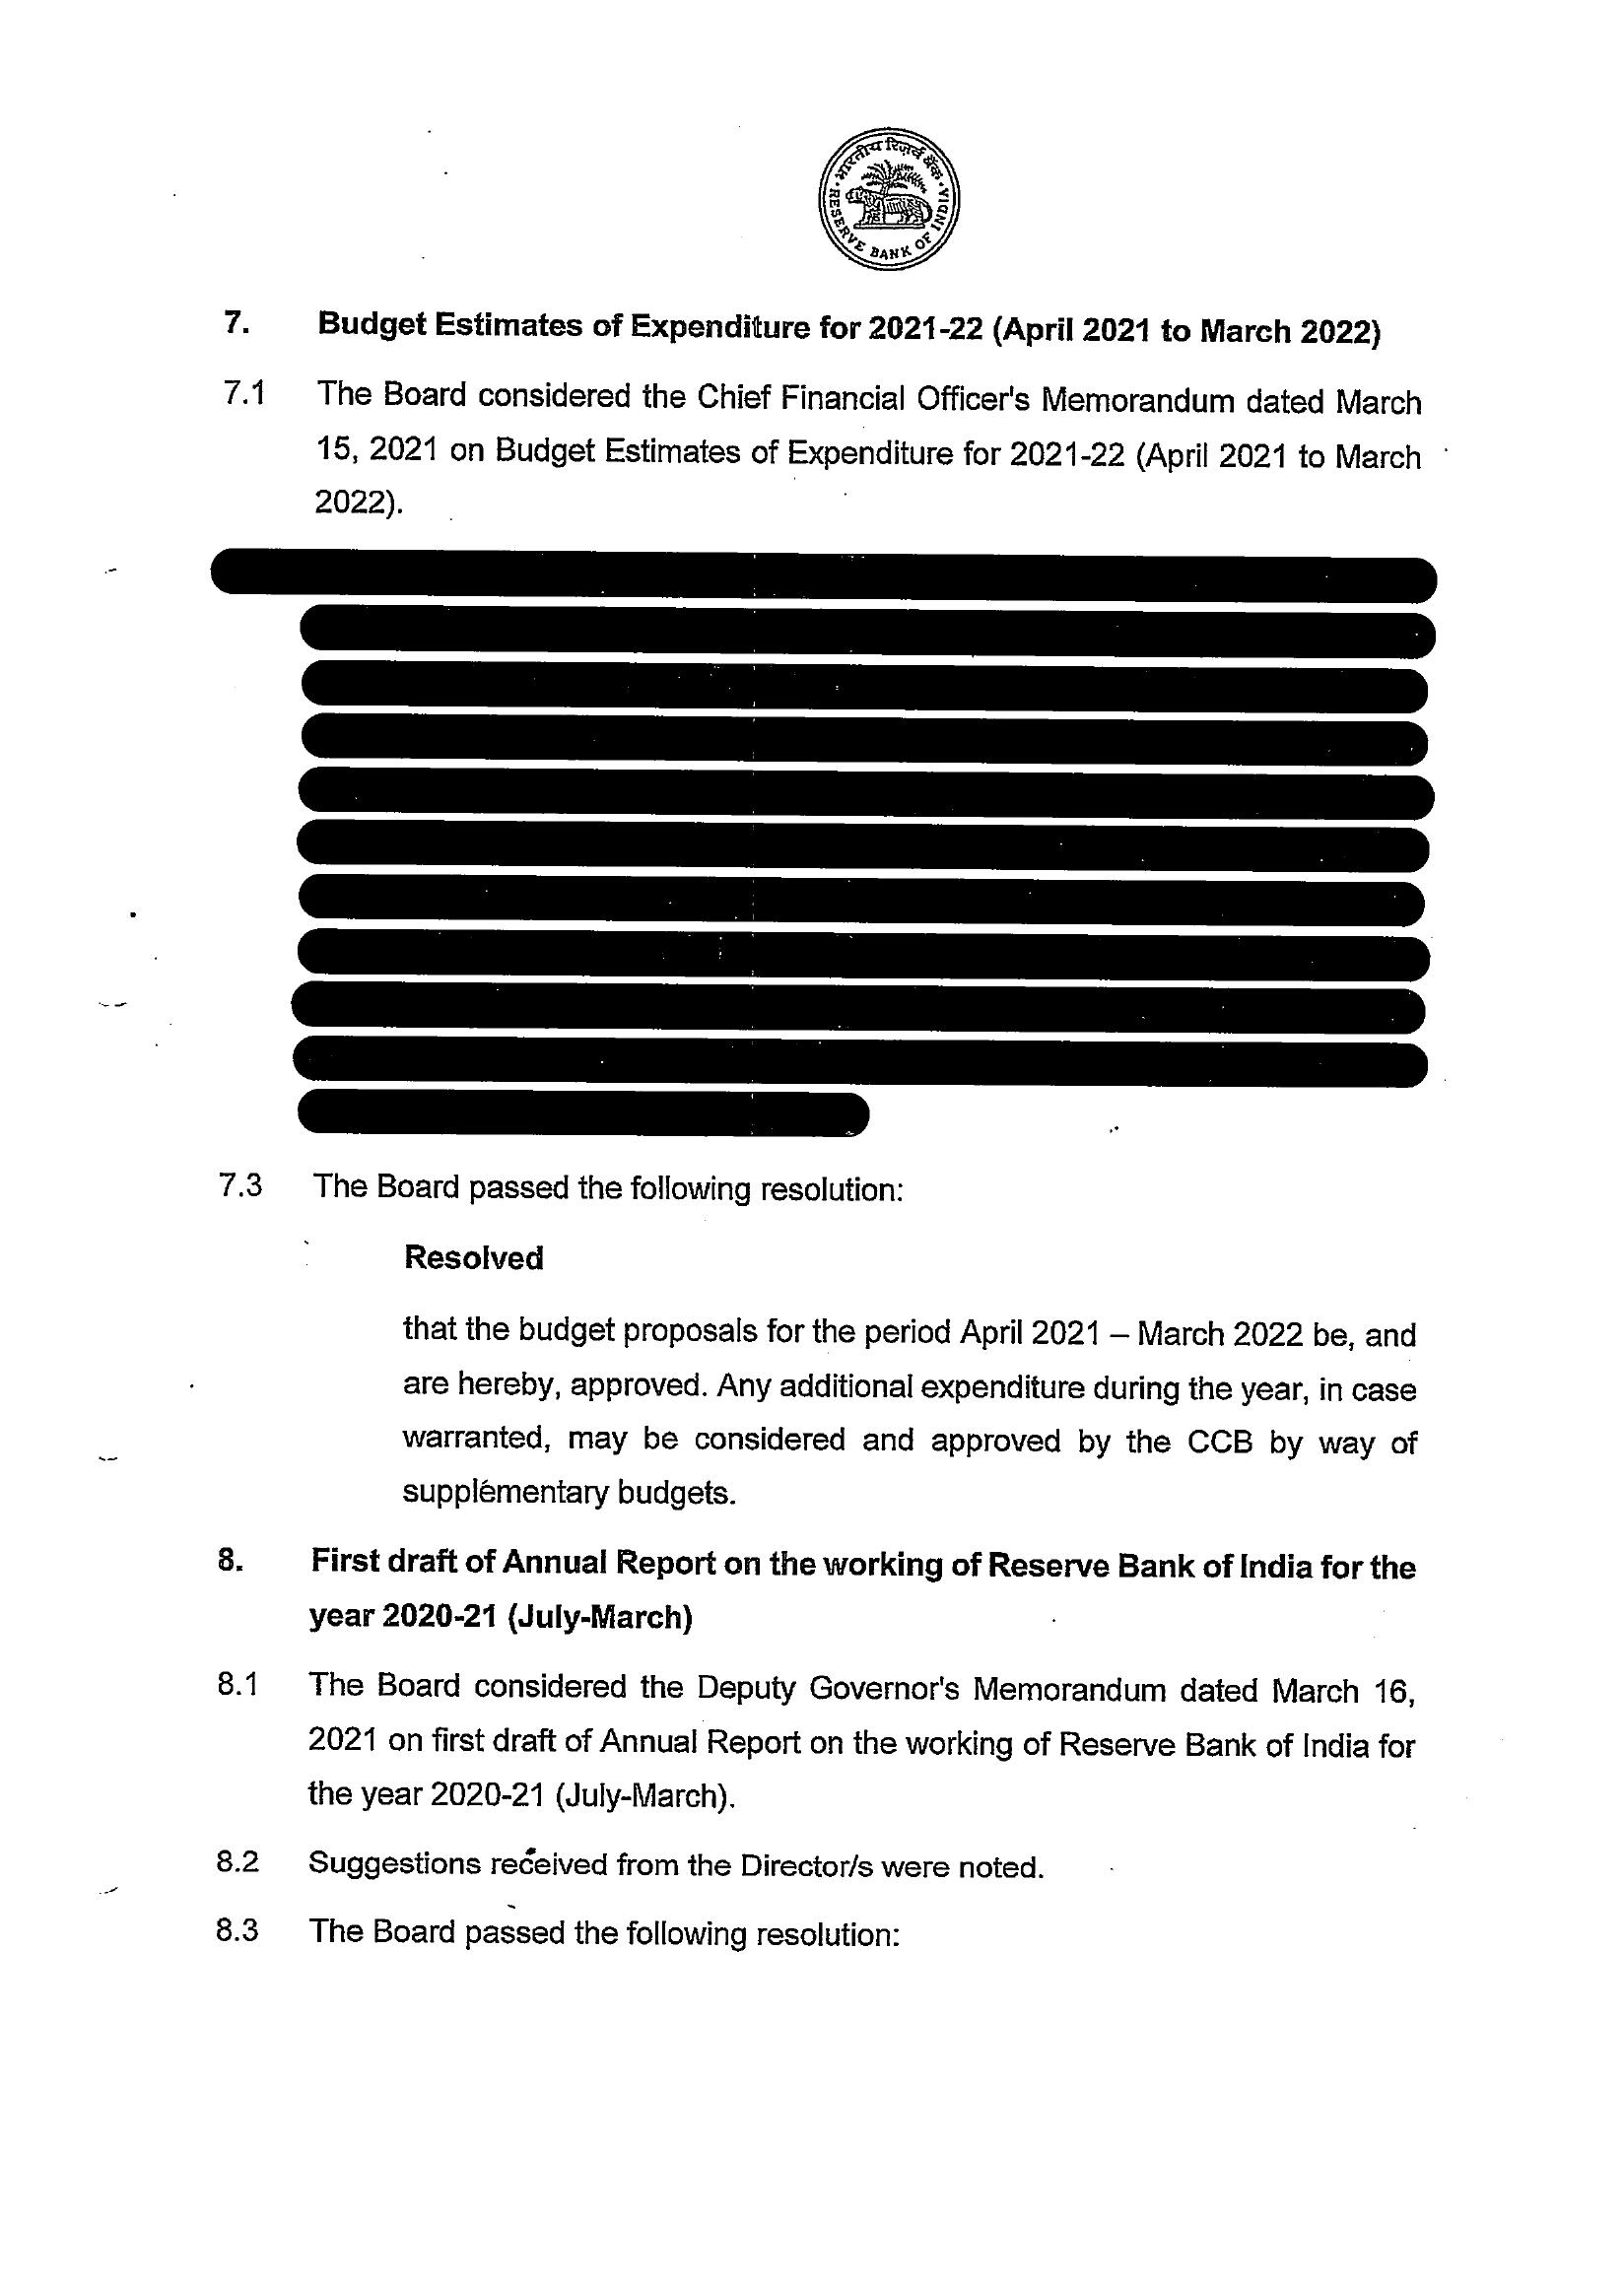 भारतीय रिज़र्व बैंक
RESERVE BANK OF INDIA
7. Budget Estimates of Expenditure for 2021-22 (April 2021 to March 2022)
7.1 The Board considered the Chief Financial Officer's Memorandum dated March
15, 2021 on Budget Estimates of Expenditure for 2021-22 (April 2021 to March
2022).
7.3 The Board passed the following resolution:
Resolved
that the budget proposals for the period April 2021 – March 2022 be, and
are hereby, approved. Any additional expenditure during the year, in case
warranted, may be considered and approved by the CCB by way of
supplementary budgets.
8. First draft of Annual Report on the working of Reserve Bank of India for the
year 2020-21 (July-March)
8.1 The Board considered the Deputy Governor's Memorandum dated March 16,
2021 on first draft of Annual Report on the working of Reserve Bank of India for
the year 2020-21 (July-March).
8.2 Suggestions received from the Director/s were noted.
8.3 The Board passed the following resolution: